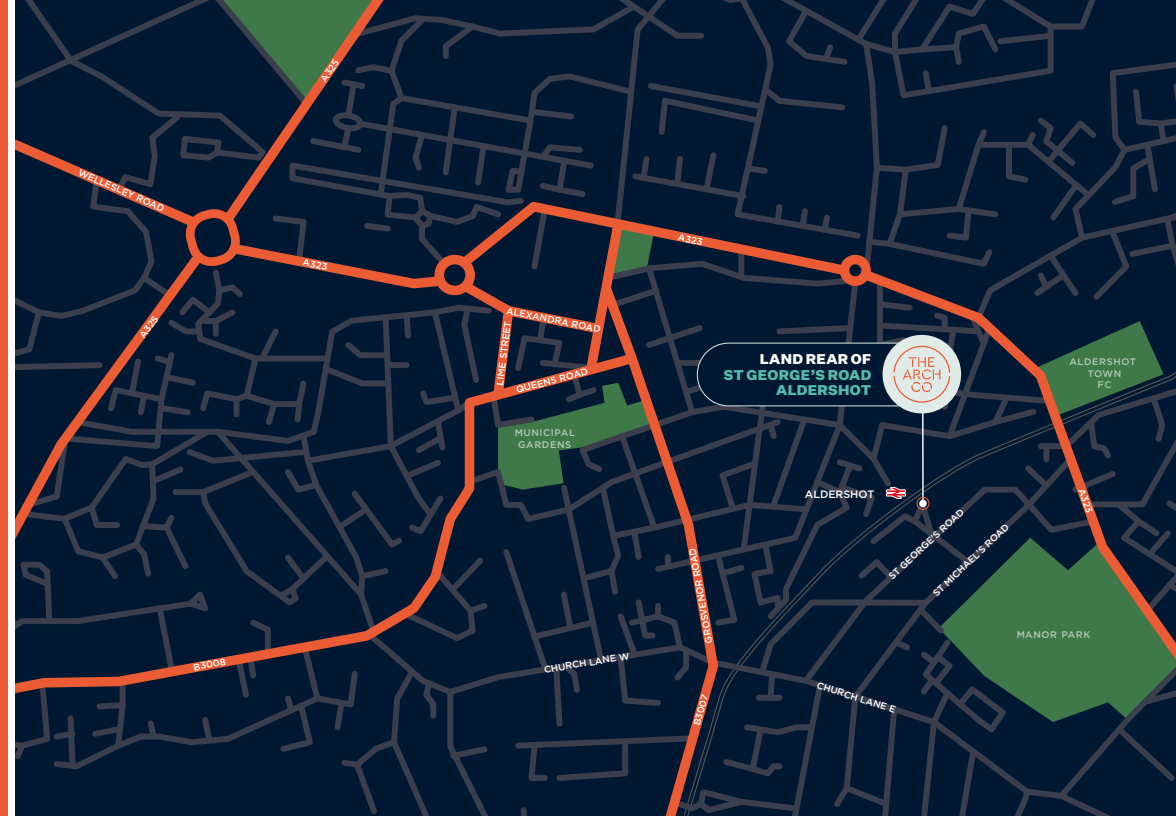 A325
WELLESLEY ROAD
A323
A323
A325
ALEXANDRA ROAD
LIME STREET
QUEENS ROAD
LAND REAR OF
ST GEORGE'S ROAD
ALDERSHOT
THE
ARCH
CO
ALDERSHOT
TOWN
FC
MUNICIPAL
GARDENS
ALDERSHOT
A323
ST GEORGE'S ROAD
ST MICHAEL'S ROAD
GROSVENOR ROAD
MANOR PARK
B3008
CHURCH LANE W
CHURCH LANE E
B3007